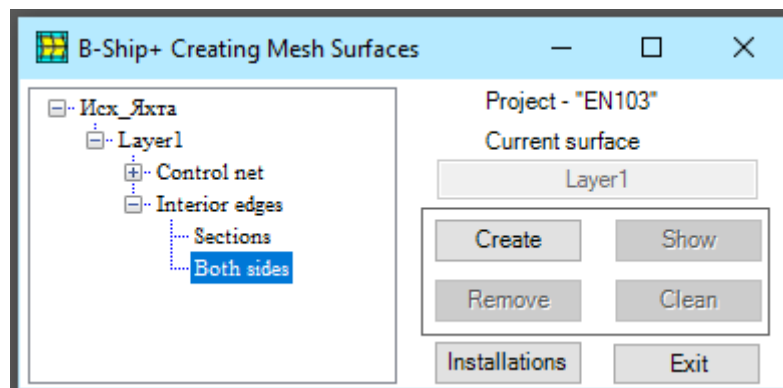 B-Ship+ Creating Mesh Surfaces
Исх_Яхта
Layer1
Control net
Interior edges
Sections
Both sides
Project - "EN103"
Current surface
Layer1
Create Show
Remove Clean
Installations Exit